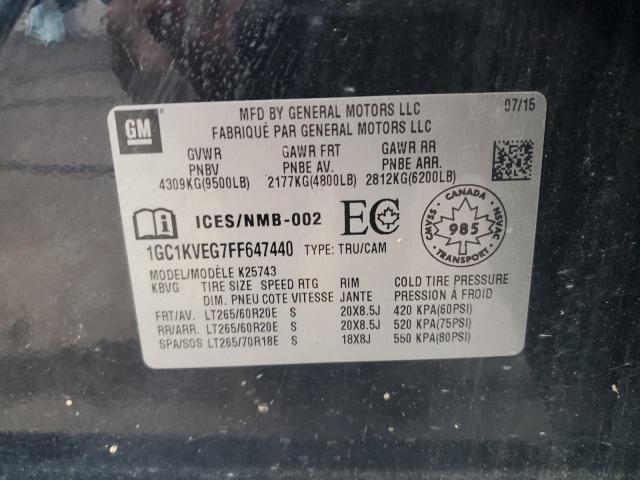 GM
MFD BY GENERAL MOTORS LLC 07/15
FABRIQUÉ PAR GENERAL MOTORS LLC
GVWR GAWR FRT GAWR RR
PNBV PNBE AV. PNBE ARR.
4309KG(9500LB) 2177KG(4800LB) 2812KG(6200LB)
ICES/NMB-002 EC
CANADA
CMVSS 985 NSVAC
TRANSPORT
1GC1KVEG7FF647440 TYPE: TRU/CAM
MODEL/MODÈLE K25743
KBVG TIRE SIZE SPEED RTG RIM COLD TIRE PRESSURE
DIM. PNEU COTE VITESSE JANTE PRESSION À FROID
FRT/AV. LT265/60R20E S 20X8.5J 420 KPA(60PSI)
RR/ARR. LT265/60R20E S 20X8.5J 520 KPA(75PSI)
SPA/SOS LT265/70R18E S 18X8J 550 KPA(80PSI)